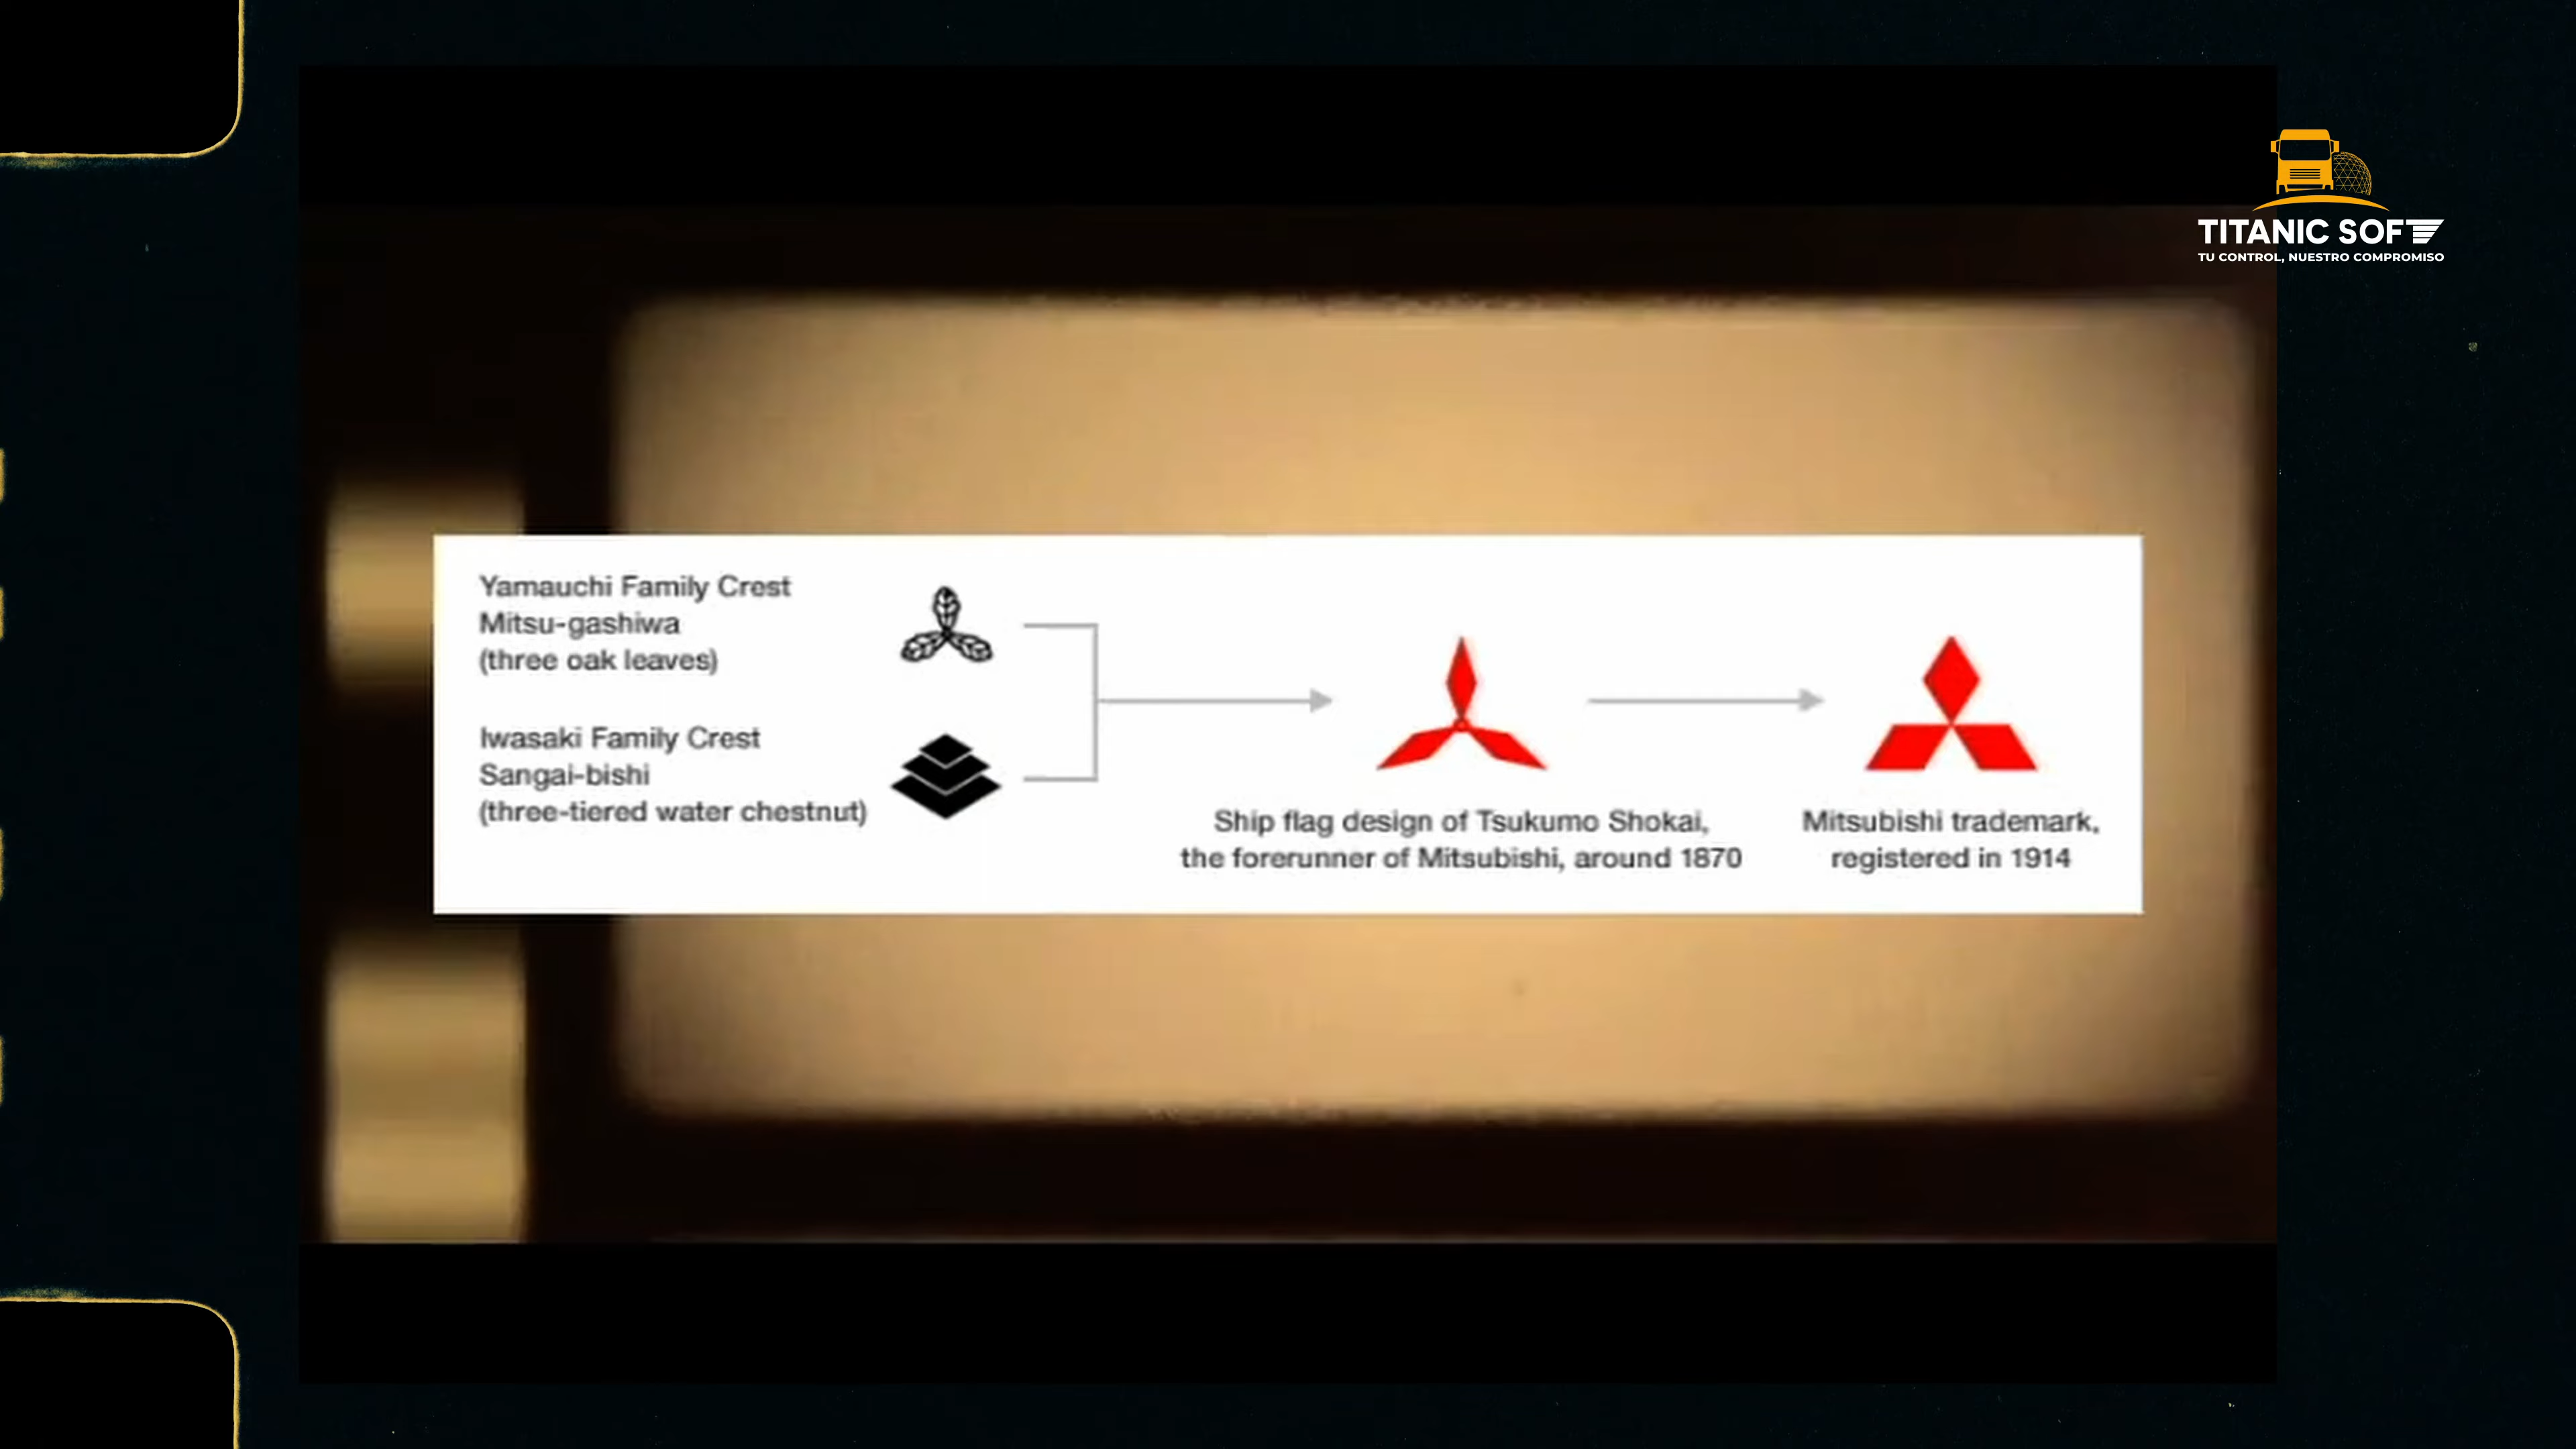 TITANIC SOFT
TU CONTROL, NUESTRO COMPROMISO
Yamauchi Family Crest
Mitsu-gashiwa
(three oak leaves)
Iwasaki Family Crest
Sangai-bishi
(three-tiered water chestnut)
Ship flag design of Tsukumo Shokai,
the forerunner of Mitsubishi, around 1870
Mitsubishi trademark,
registered in 1914